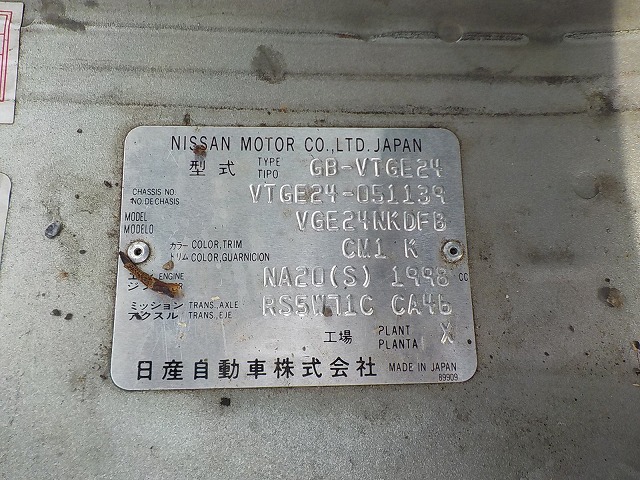 NISSAN MOTOR CO.,LTD. JAPAN
型式 TYPE TIPO GB-VTGE24
CHASSIS NO. NO. DE CHASIS VTGE24-051139
MODEL MODELO VGE24NKDFB
カラー COLOR,TRIM トリム COLOR,GUARNICION CM1 K
ENGINE NA20(S) 1998 CC
ミッション TRANS.,AXLE アクスル TRANS.,EJE RS5W71C CA46
工場 PLANT PLANTA X
日産自動車株式会社 MADE IN JAPAN
89909